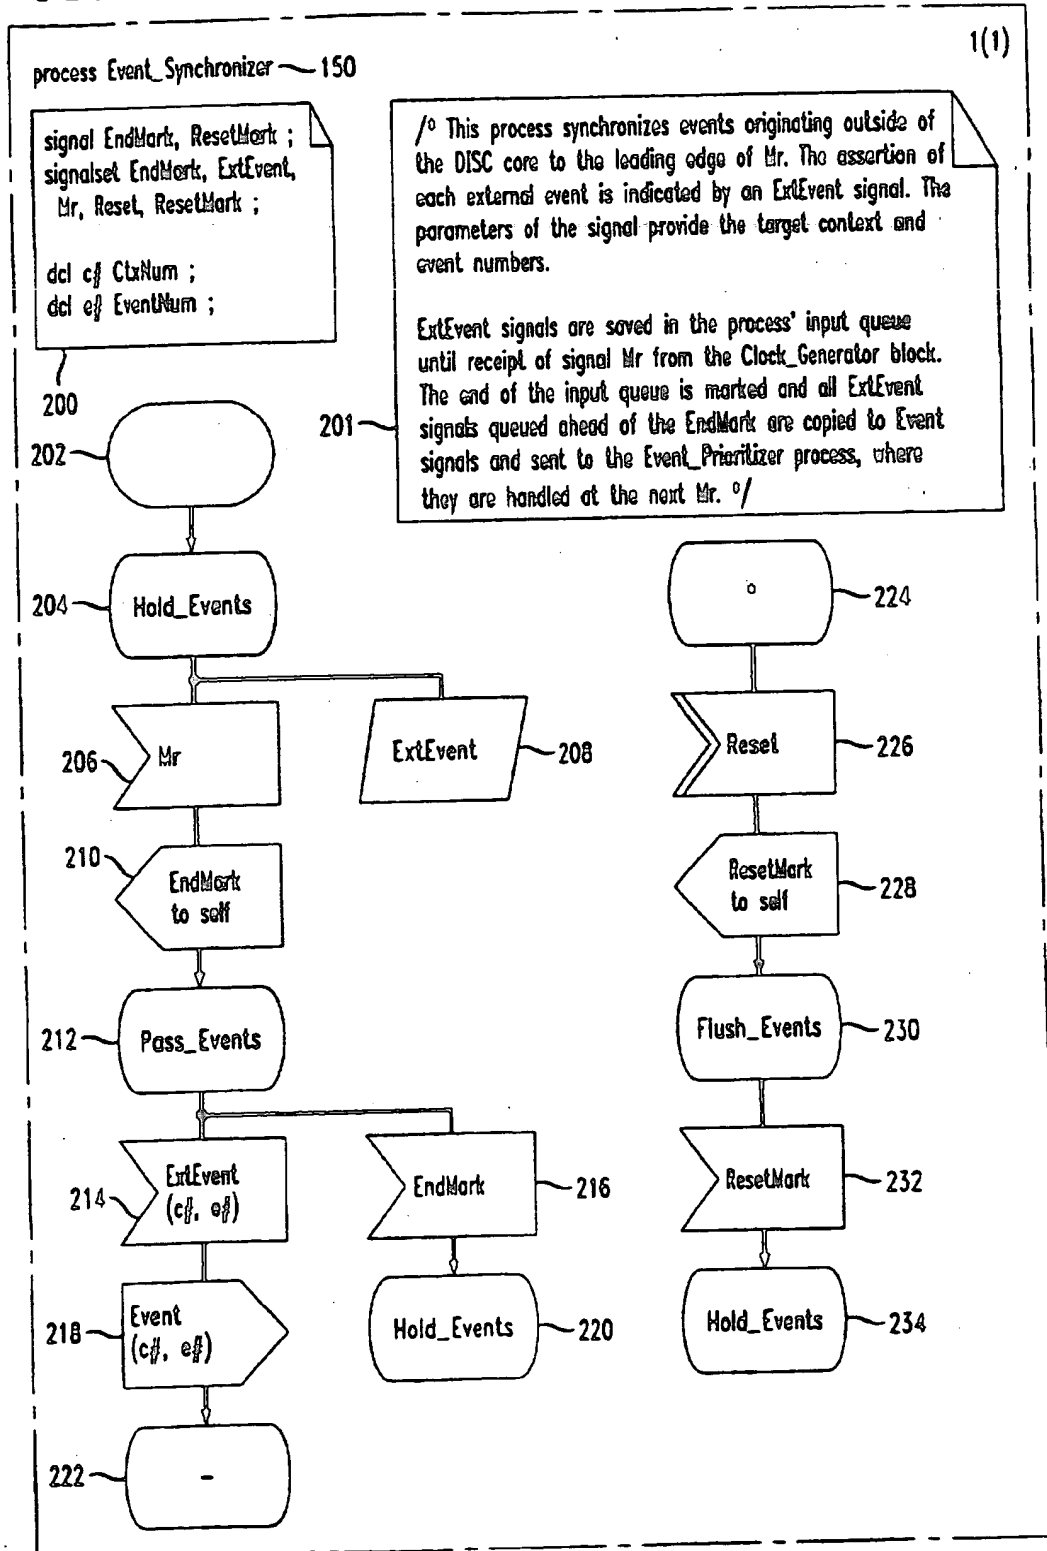 1(1)
process Event_Synchronizer 150
signal EndMark, ResetMark ;
signalset EndMark, ExtEvent,
Mr, Reset, ResetMark ;
dcl c# CtxNum ;
dcl e# EventNum ;
200
/* This process synchronizes events originating outside of
the DISC core to the leading edge of Mr. The assertion of
each external event is indicated by an ExtEvent signal. The
parameters of the signal provide the target context and
event numbers.
ExtEvent signals are saved in the process' input queue
until receipt of signal Mr from the Clock_Generator block.
The end of the input queue is marked and all ExtEvent
signals queued ahead of the EndMark are copied to Event
signals and sent to the Event_Prioritizer process, where
they are handled at the next Mr. */
201
202
204 Hold_Events
206 Mr
ExtEvent 208
210 EndMark
to self
212 Pass_Events
214 ExtEvent
(c#, e#)
EndMark 216
218 Event
(c#, e#)
Hold_Events 220
222 -
* 224
Reset 226
ResetMark
to self 228
Flush_Events 230
ResetMark 232
Hold_Events 234